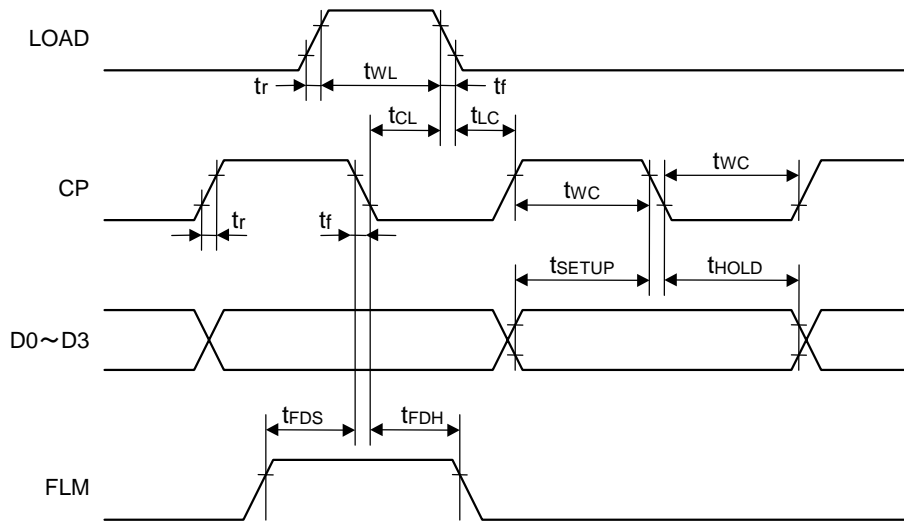 LOAD
tr
tWL
tf
tCL
tLC
CP
tr
tf
tWC
tWC
tSETUP
tHOLD
D0～D3
tFDS
tFDH
FLM